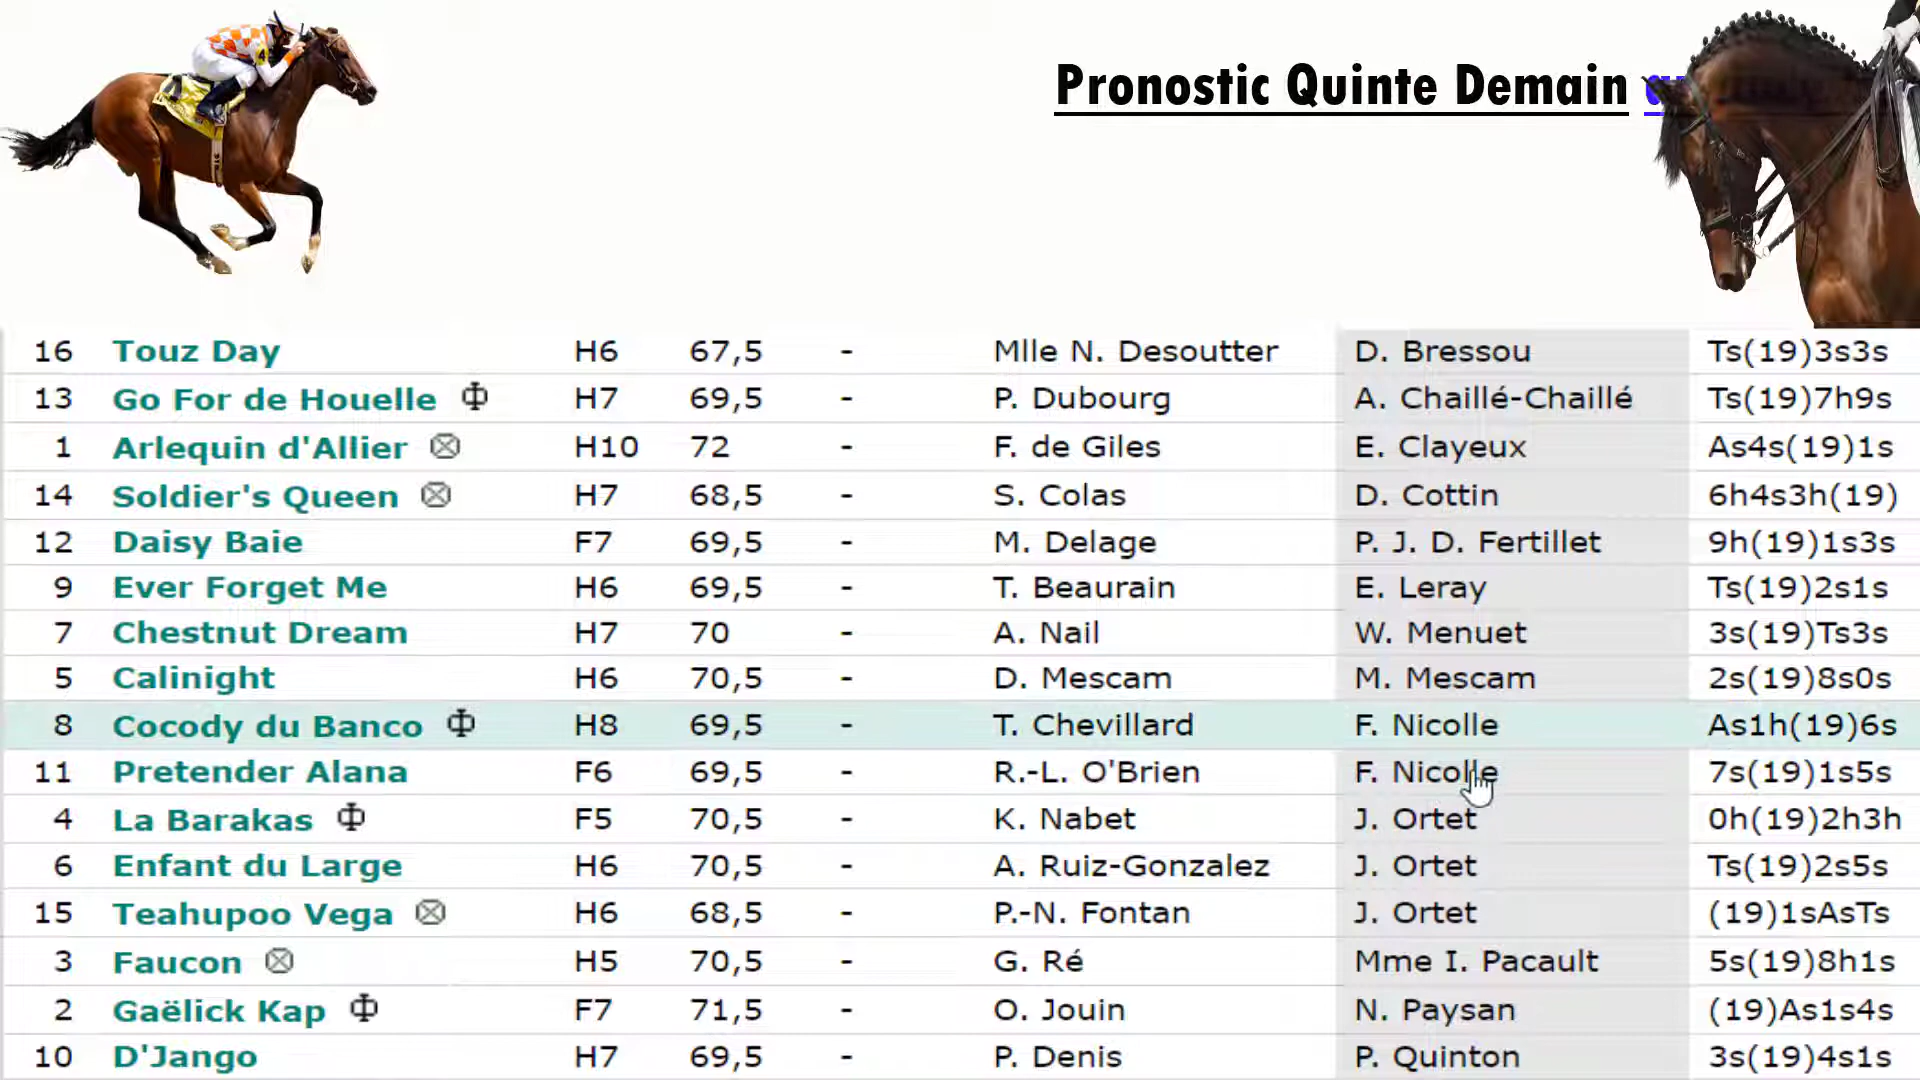 Pronostic Quinte Demain
16 Touz Day H6 67,5 - Mlle N. Desoutter D. Bressou Ts(19)3s3s
13 Go For de Houelle H7 69,5 - P. Dubourg A. Chaillé-Chaillé Ts(19)7h9s
1 Arlequin d'Allier H10 72 - F. de Giles E. Clayeux As4s(19)1s
14 Soldier's Queen H7 68,5 - S. Colas D. Cottin 6h4s3h(19)
12 Daisy Baie F7 69,5 - M. Delage P. J. D. Fertillet 9h(19)1s3s
9 Ever Forget Me H6 69,5 - T. Beaurain E. Leray Ts(19)2s1s
7 Chestnut Dream H7 70 - A. Nail W. Menuet 3s(19)Ts3s
5 Calinight H6 70,5 - D. Mescam M. Mescam 2s(19)8s0s
8 Cocody du Banco H8 69,5 - T. Chevillard F. Nicolle As1h(19)6s
11 Pretender Alana F6 69,5 - R.-L. O'Brien F. Nicolle 7s(19)1s5s
4 La Barakas F5 70,5 - K. Nabet J. Ortet 0h(19)2h3h
6 Enfant du Large H6 70,5 - A. Ruiz-Gonzalez J. Ortet Ts(19)2s5s
15 Teahupoo Vega H6 68,5 - P.-N. Fontan J. Ortet (19)1sAsTs
3 Faucon H5 70,5 - G. Ré Mme I. Pacault 5s(19)8h1s
2 Gaëlick Kap F7 71,5 - O. Jouin N. Paysan (19)As1s4s
10 D'Jango H7 69,5 - P. Denis P. Quinton 3s(19)4s1s